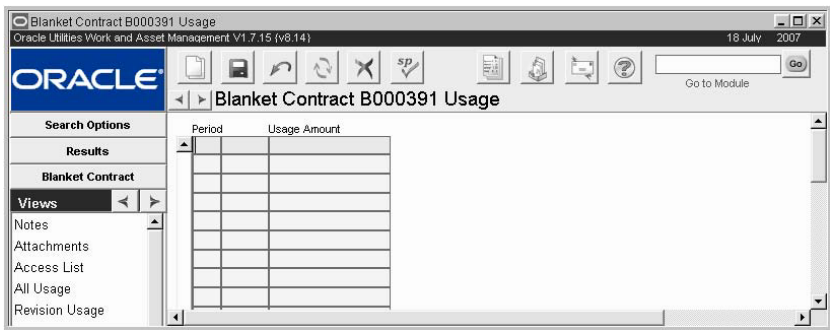 Blanket Contract B000391 Usage
Oracle Utilities Work and Asset Management V1.7.15 (v8.14) 18 July 2007
ORACLE
sp
Go
Go to Module
Blanket Contract B000391 Usage
Search Options
Results
Blanket Contract
Views
Notes
Attachments
Access List
All Usage
Revision Usage
Period Usage Amount